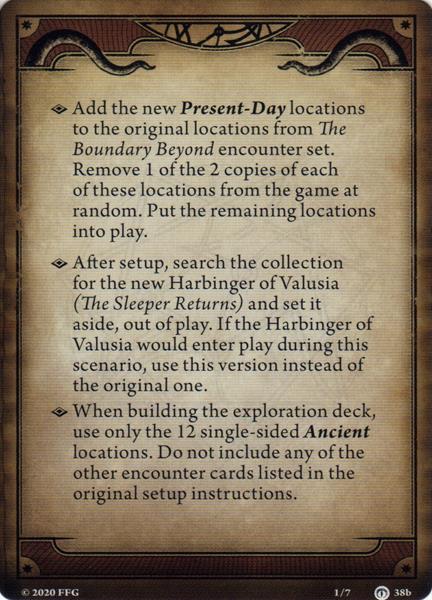 Add the new Present-Day locations
to the original locations from The
Boundary Beyond encounter set.
Remove 1 of the 2 copies of each
of these locations from the game at
random. Put the remaining locations
into play.
After setup, search the collection
for the new Harbinger of Valusia
(The Sleeper Returns) and set it
aside, out of play. If the Harbinger of
Valusia would enter play during this
scenario, use this version instead of
the original one.
When building the exploration deck,
use only the 12 single-sided Ancient
locations. Do not include any of the
other encounter cards listed in the
original setup instructions.
© 2020 FFG 1/7 38b